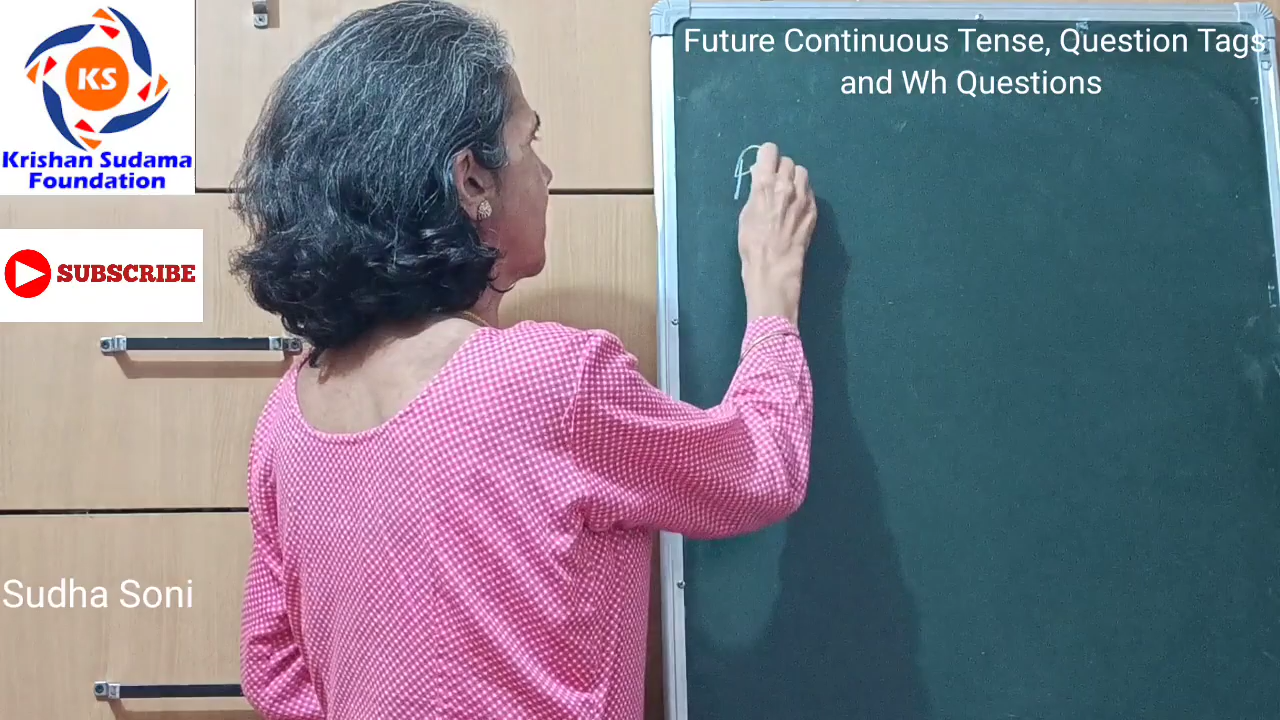 Future Continuous Tense, Question Tags
and Wh Questions
KS
Krishan Sudama
Foundation
SUBSCRIBE
Sudha Soni